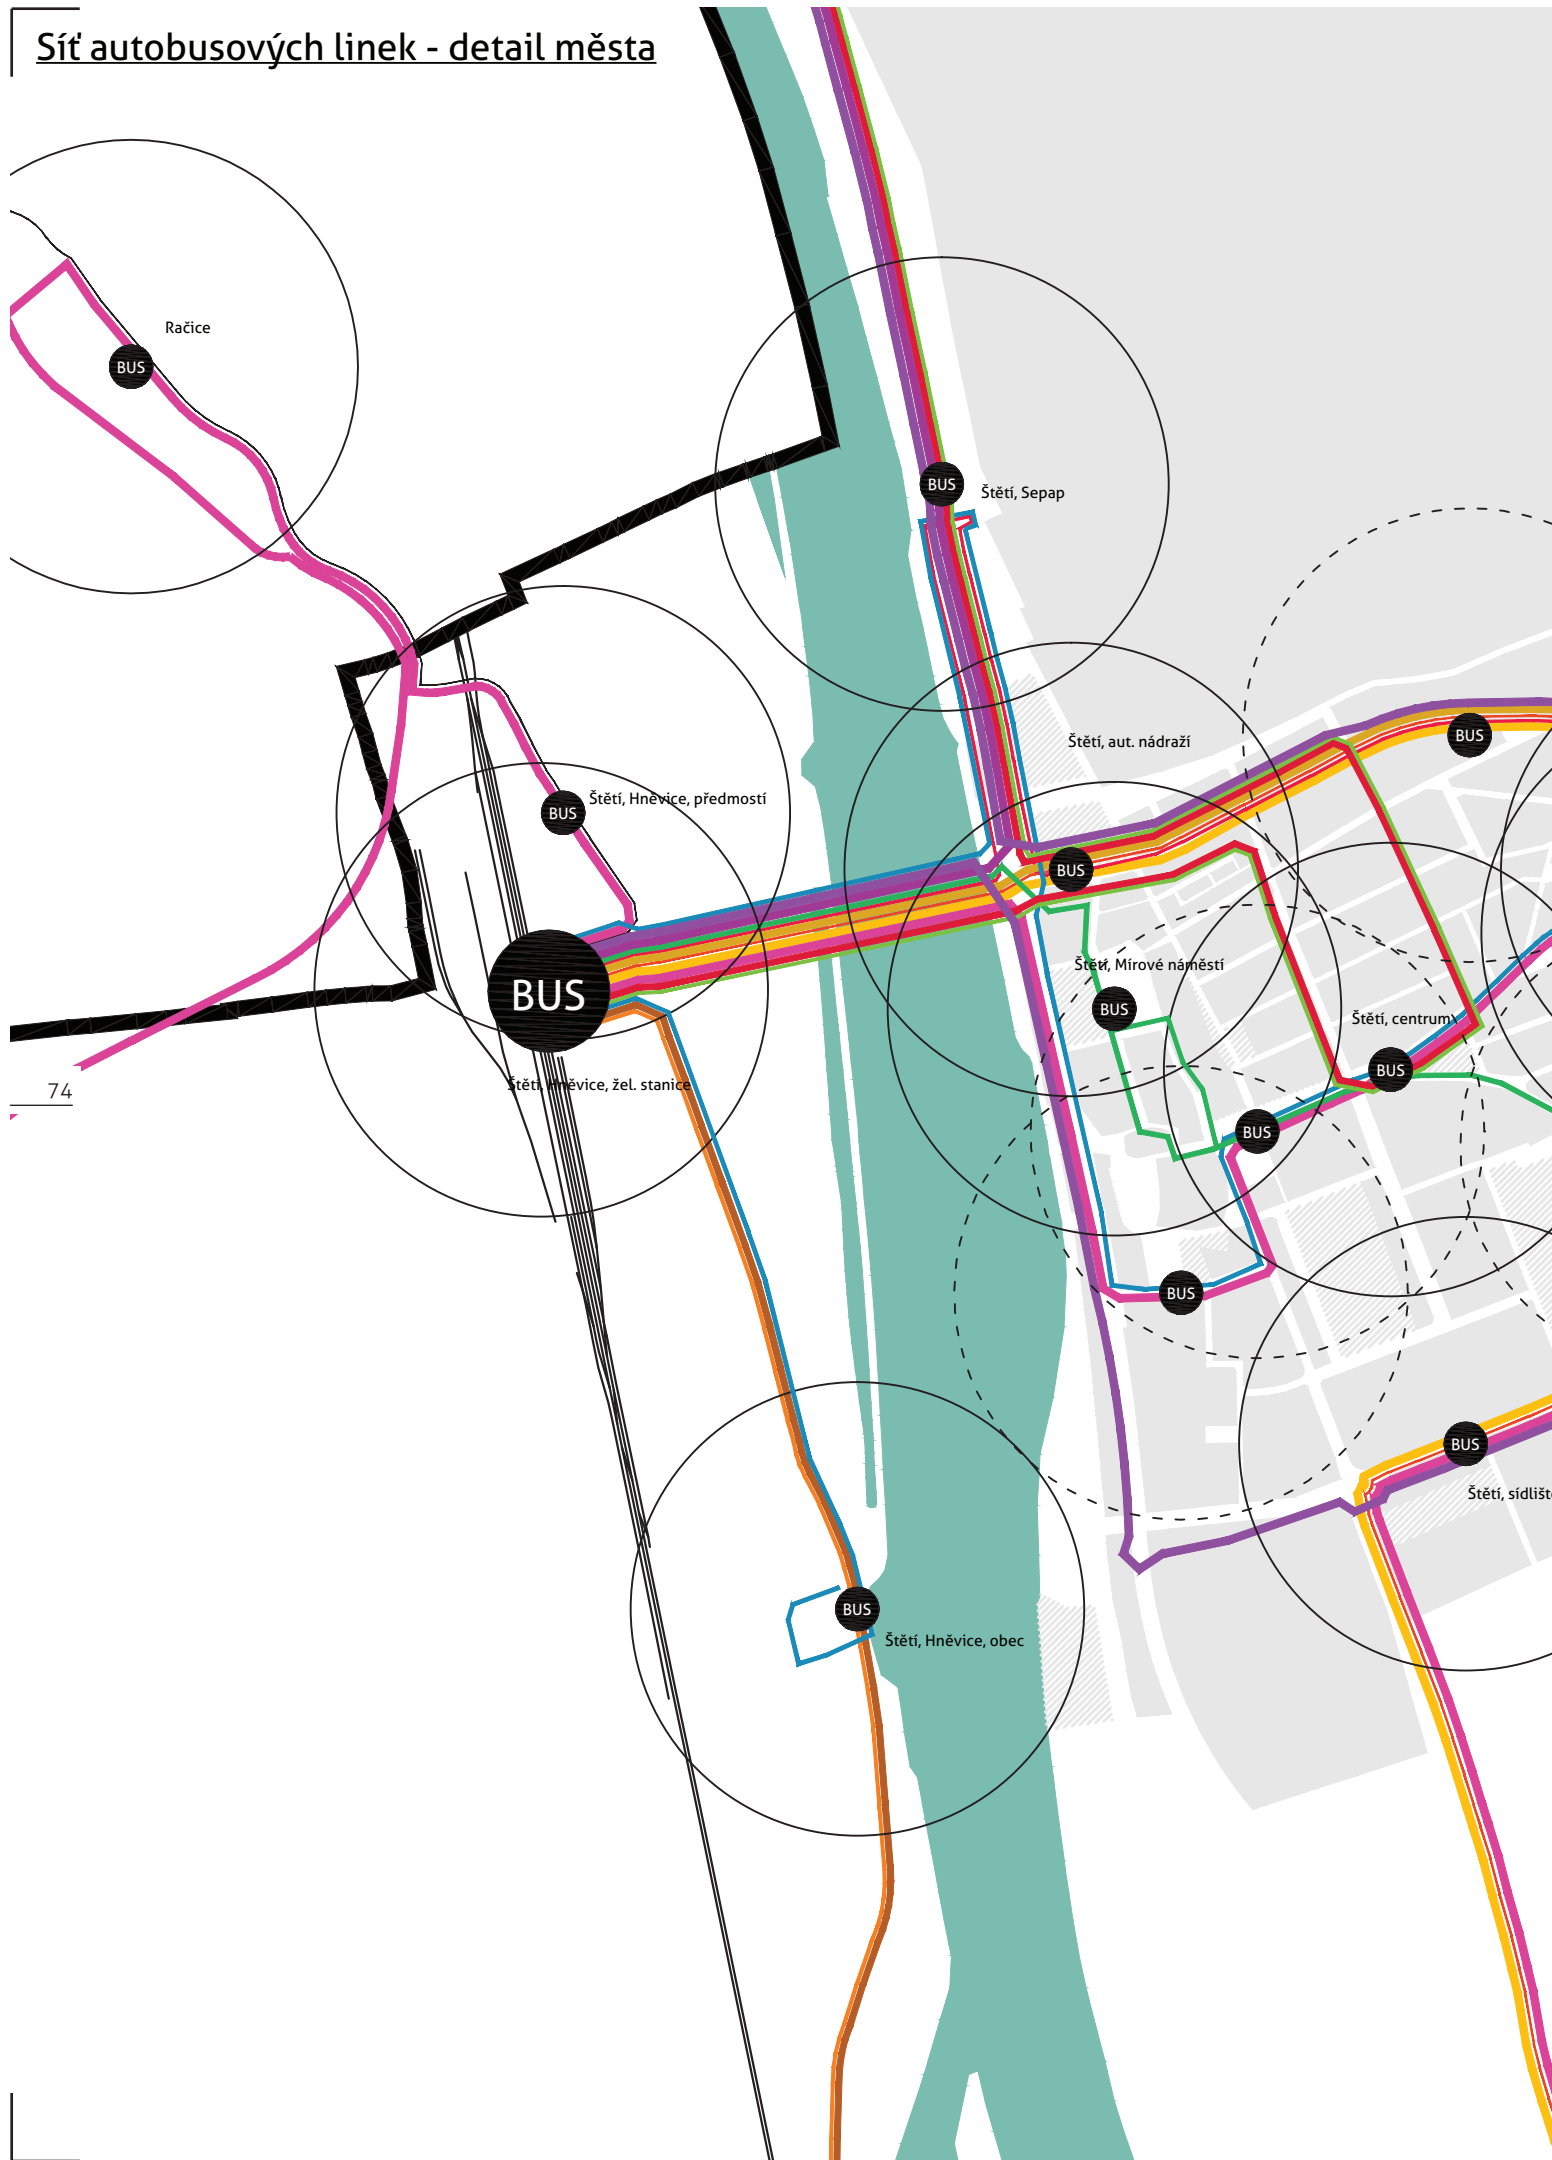 Síť autobusových linek - detail města
Račice
BUS
BUS
Štětí, Sepap
Štětí, aut. nádraží
BUS
Štětí, Hněvice, předmostí
BUS
BUS
Štětí, Mírové náměstí
BUS
BUS
Štětí, centrum
BUS
Štětí, Hněvice, žel. stanice
74
BUS
BUS
BUS
Štětí, sídliště
BUS
Štětí, Hněvice, obec